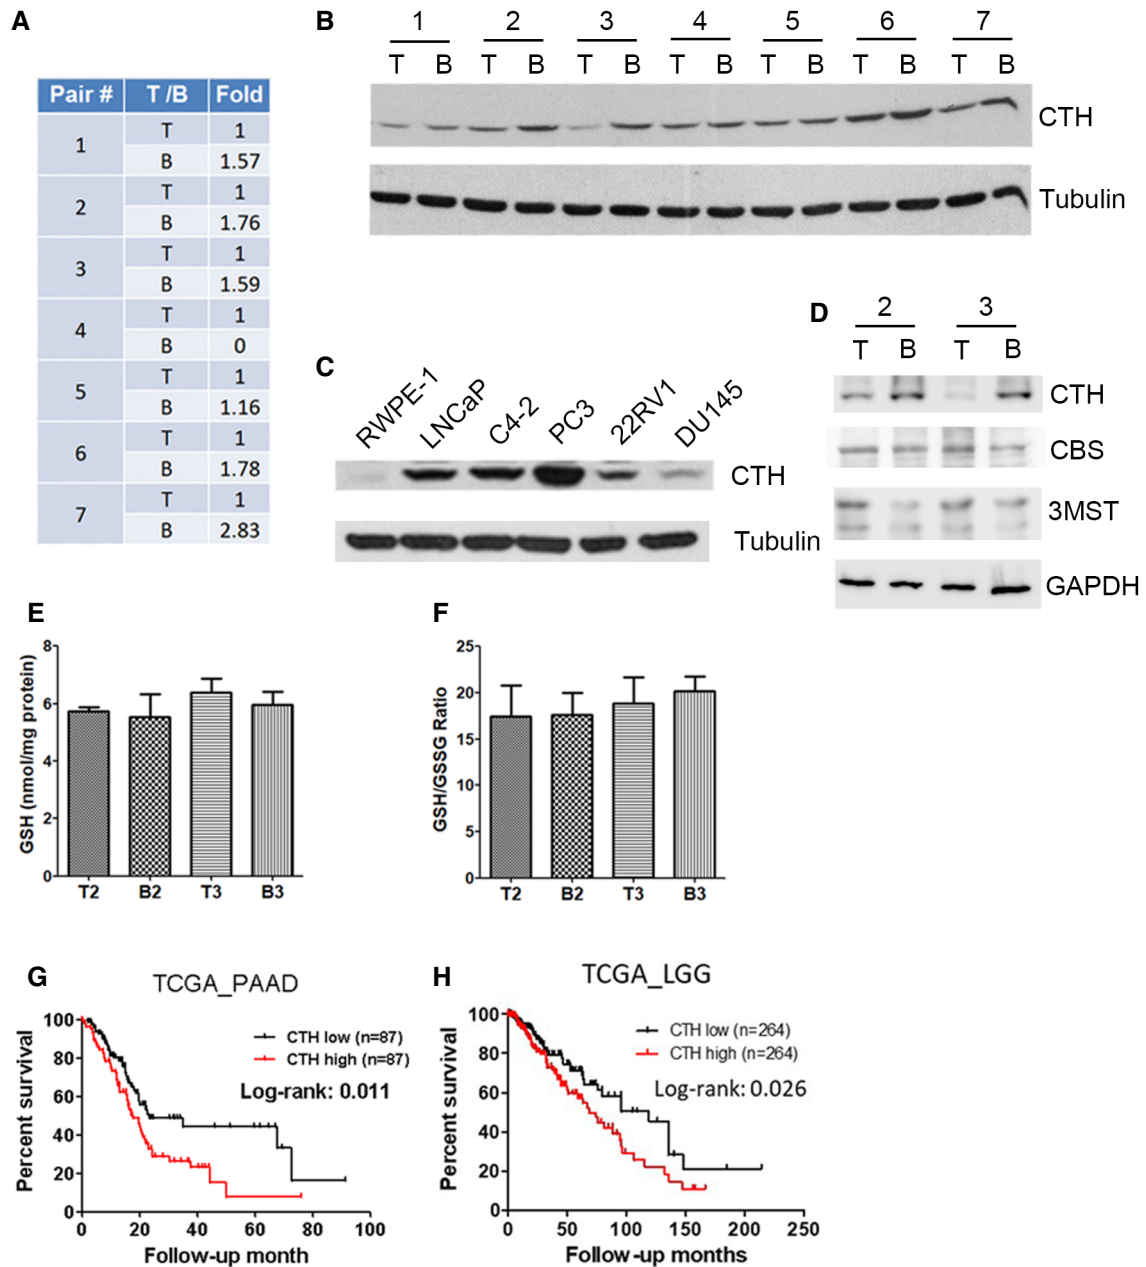 A
Pair # T /B Fold
1 T 1
B 1.57
2 T 1
B 1.76
3 T 1
B 1.59
4 T 1
B 0
5 T 1
B 1.16
6 T 1
B 1.78
7 T 1
B 2.83
B
1 2 3 4 5 6 7
T B T B T B T B T B T B T B
CTH
Tubulin
C
RWPE-1 LNCaP C4-2 PC3 22RV1 DU145
CTH
Tubulin
D
2 3
T B T B
CTH
CBS
3MST
GAPDH
E
GSH (nmol/mg protein)
8
6
4
2
0
T2 B2 T3 B3
F
GSH/GSSG Ratio
25
20
15
10
5
0
T2 B2 T3 B3
G
TCGA_PAAD
Percent survival
100
80
60
40
20
0
CTH low (n=87)
CTH high (n=87)
Log-rank: 0.011
0 20 40 60 80 100
Follow-up month
H
TCGA_LGG
Percent survival
100
80
60
40
20
0
CTH low (n=264)
CTH high (n=264)
Log-rank: 0.026
0 50 100 150 200 250
Follow-up months